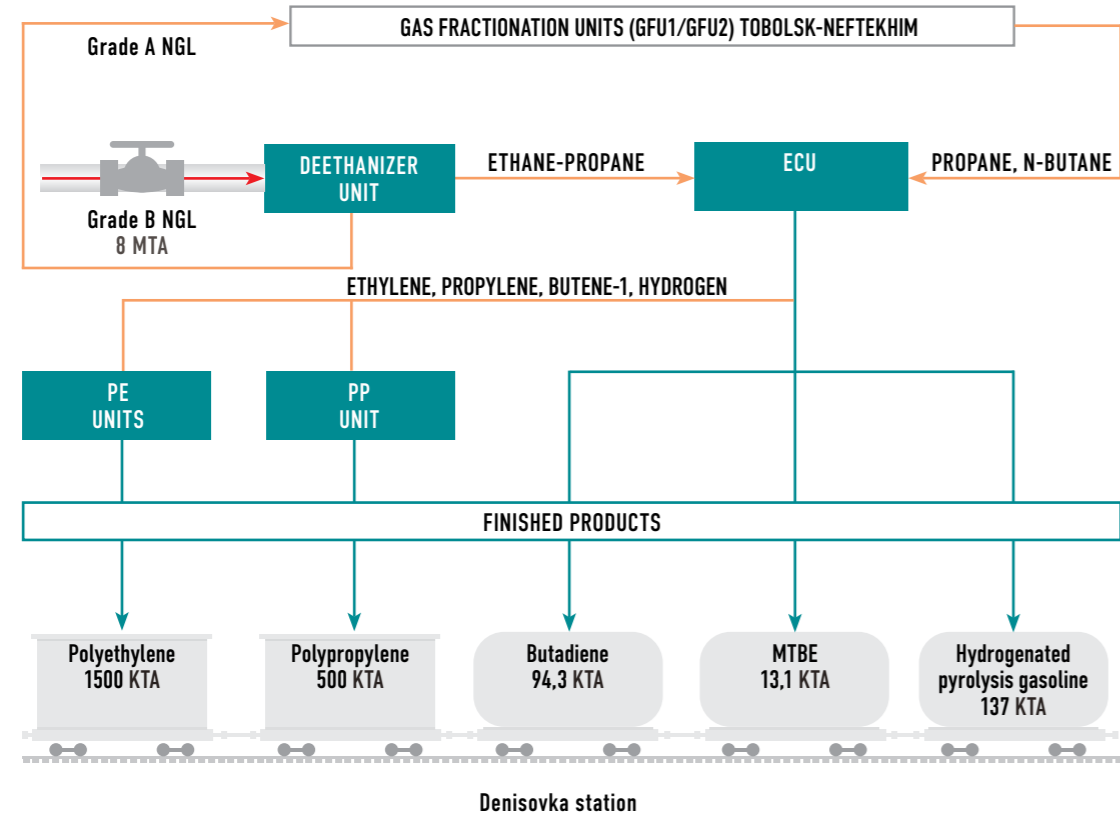 GAS FRACTIONATION UNITS (GFU1/GFU2) TOBOLSK-NEFTEKHIM
Grade A NGL
DEETHANIZER
UNIT
ETHANE-PROPANE
ECU
PROPANE, N-BUTANE
Grade B NGL
8 MTA
ETHYLENE, PROPYLENE, BUTENE-1, HYDROGEN
PE
UNITS
PP
UNIT
FINISHED PRODUCTS
Polyethylene
1500 KTA
Polypropylene
500 KTA
Butadiene
94,3 KTA
MTBE
13,1 KTA
Hydrogenated
pyrolysis gasoline
137 KTA
Denisovka station